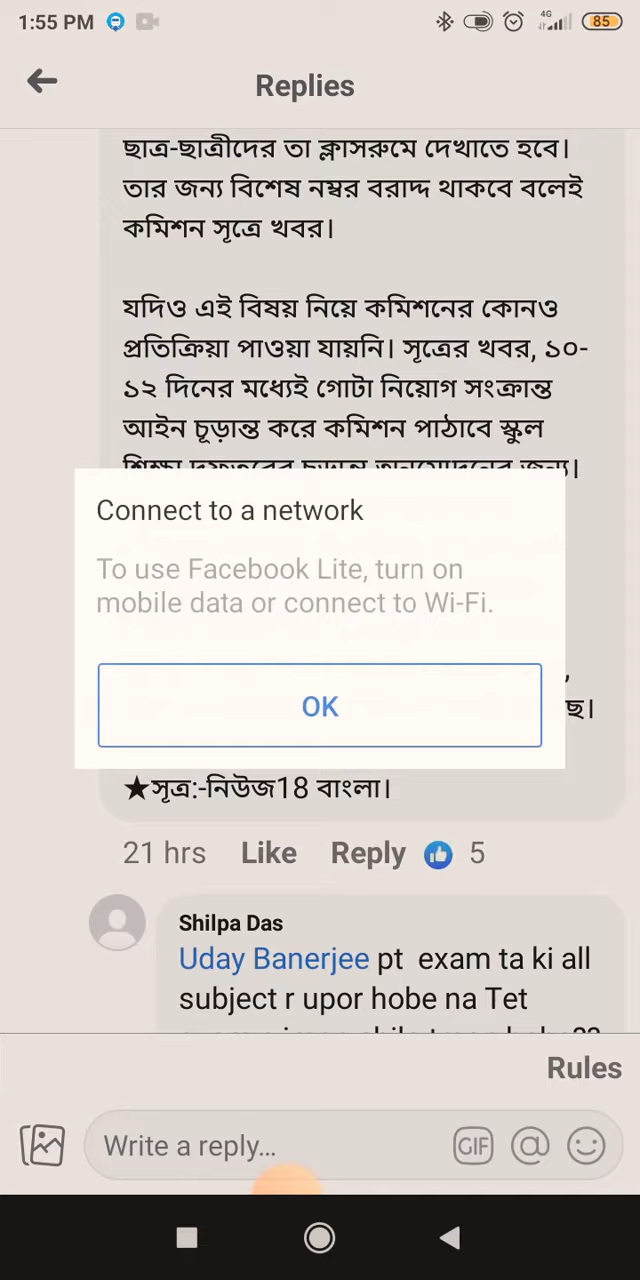 1:55 PM 4G 85
Replies
ছাত্র-ছাত্রীদের তা ক্লাসরুমে দেখাতে হবে।
তার জন্য বিশেষ নম্বর বরাদ্দ থাকবে বলেই
কমিশন সূত্রে খবর।
যদিও এই বিষয় নিয়ে কমিশনের কোনও
প্রতিক্রিয়া পাওয়া যায়নি। সূত্রের খবর, ১০-
১২ দিনের মধ্যেই গোটা নিয়োগ সংক্রান্ত
আইন চূড়ান্ত করে কমিশন পাঠাবে স্কুল
Connect to a network
To use Facebook Lite, turn on
mobile data or connect to Wi-Fi.
OK
★সূত্র:-নিউজ18 বাংলা।
21 hrs Like Reply 5
Shilpa Das
Uday Banerjee pt exam ta ki all
subject r upor hobe na Tet
Rules
Write a reply... GIF @